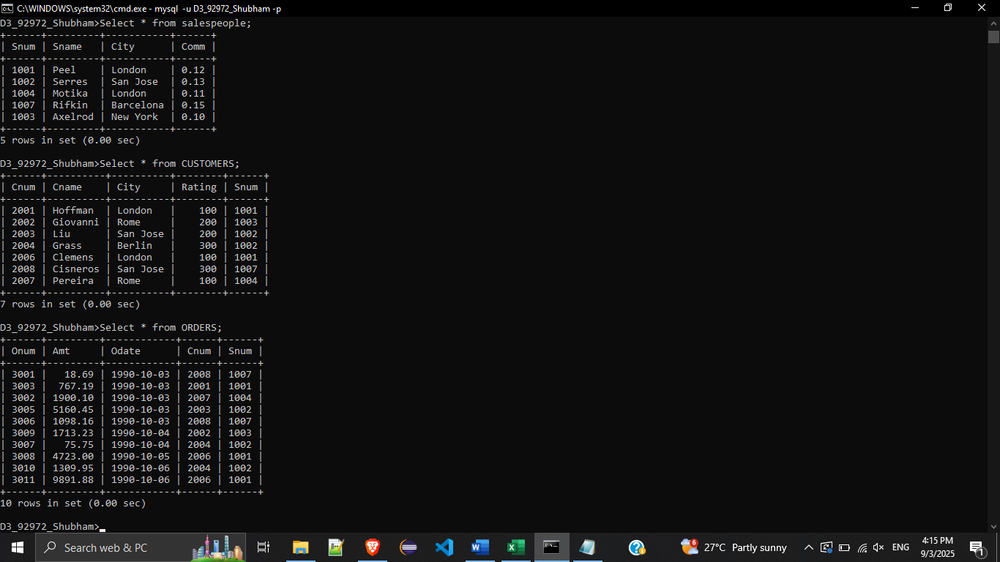 C:\WINDOWS\system32\cmd.exe - mysql  -u D3_92972_Shubham -p
D3_92972_Shubham>Select * from salespeople;
+------+---------+-----------+------+
| Snum | Sname   | City      | Comm |
+------+---------+-----------+------+
| 1001 | Peel    | London    | 0.12 |
| 1002 | Serres  | San Jose  | 0.13 |
| 1004 | Motika  | London    | 0.11 |
| 1007 | Rifkin  | Barcelona | 0.15 |
| 1003 | Axelrod | New York  | 0.10 |
+------+---------+-----------+------+
5 rows in set (0.00 sec)
D3_92972_Shubham>Select * from CUSTOMERS;
+------+----------+----------+--------+------+
| Cnum | Cname    | City     | Rating | Snum |
+------+----------+----------+--------+------+
| 2001 | Hoffman  | London   |    100 | 1001 |
| 2002 | Giovanni | Rome     |    200 | 1003 |
| 2003 | Liu      | San Jose |    200 | 1002 |
| 2004 | Grass    | Berlin   |    300 | 1002 |
| 2006 | Clemens  | London   |    100 | 1001 |
| 2008 | Cisneros | San Jose |    300 | 1007 |
| 2007 | Pereira  | Rome     |    100 | 1004 |
+------+----------+----------+--------+------+
7 rows in set (0.00 sec)
D3_92972_Shubham>Select * from ORDERS;
+------+---------+------------+------+------+
| Onum | Amt     | Odate      | Cnum | Snum |
+------+---------+------------+------+------+
| 3001 |   18.69 | 1990-10-03 | 2008 | 1007 |
| 3003 |  767.19 | 1990-10-03 | 2001 | 1001 |
| 3002 | 1900.10 | 1990-10-03 | 2007 | 1004 |
| 3005 | 5160.45 | 1990-10-03 | 2003 | 1002 |
| 3006 | 1098.16 | 1990-10-03 | 2008 | 1007 |
| 3009 | 1713.23 | 1990-10-04 | 2002 | 1003 |
| 3007 |   75.75 | 1990-10-04 | 2004 | 1002 |
| 3008 | 4723.00 | 1990-10-05 | 2006 | 1001 |
| 3010 | 1309.95 | 1990-10-06 | 2004 | 1002 |
| 3011 | 9891.88 | 1990-10-06 | 2006 | 1001 |
+------+---------+------------+------+------+
10 rows in set (0.00 sec)
D3_92972_Shubham>_
Search web & PC
6
27°C  Partly sunny
ENG
4:15 PM
9/3/2025
1